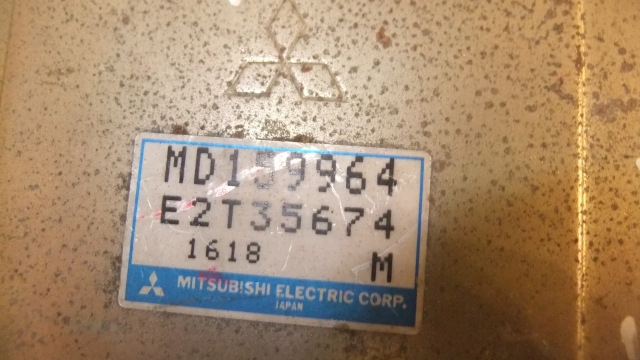 MD159964
E2T35674
1618 M
MITSUBISHI ELECTRIC CORP.
JAPAN